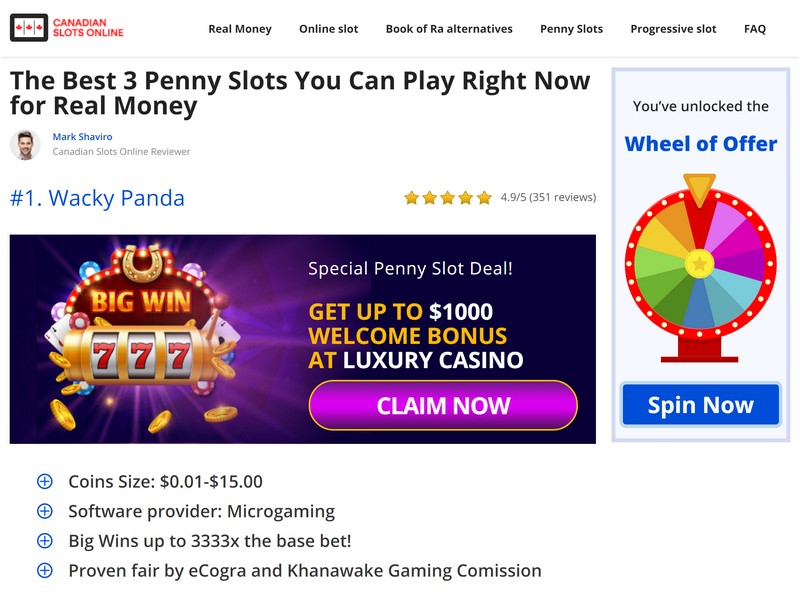 CANADIAN
SLOTS ONLINE
Real Money
Online slot
Book of Ra alternatives
Penny Slots
Progressive slot
FAQ
The Best 3 Penny Slots You Can Play Right Now
for Real Money
Mark Shaviro
Canadian Slots Online Reviewer
#1. Wacky Panda
4.9/5 (351 reviews)
BIG WIN
7 7 7
Special Penny Slot Deal!
GET UP TO $1000
WELCOME BONUS
AT LUXURY CASINO
CLAIM NOW
Coins Size: $0.01-$15.00
Software provider: Microgaming
Big Wins up to 3333x the base bet!
Proven fair by eCogra and Khanawake Gaming Comission
You've unlocked the
Wheel of Offer
Spin Now